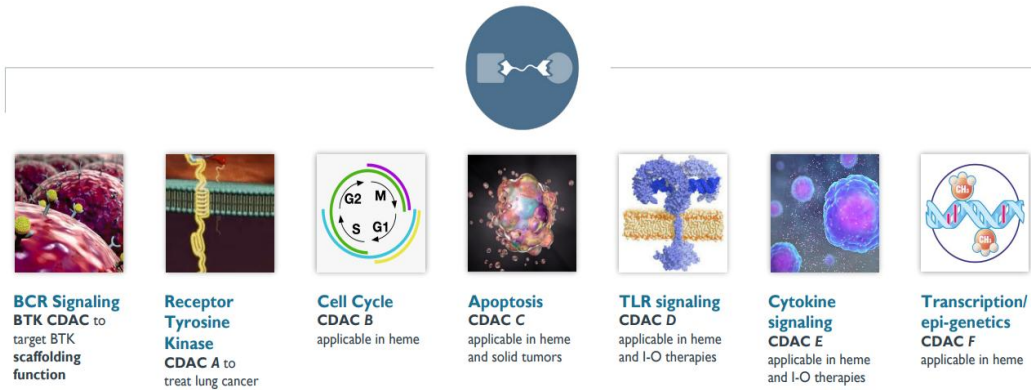 G2
M
S
G1
CH3
CH3
BCR Signaling
BTK CDAC to
target BTK
scaffolding
function
Receptor
Tyrosine
Kinase
CDAC A to
treat lung cancer
Cell Cycle
CDAC B
applicable in heme
Apoptosis
CDAC C
applicable in heme
and solid tumors
TLR signaling
CDAC D
applicable in heme
and I-O therapies
Cytokine
signaling
CDAC E
applicable in heme
and I-O therapies
Transcription/
epi-genetics
CDAC F
applicable in heme